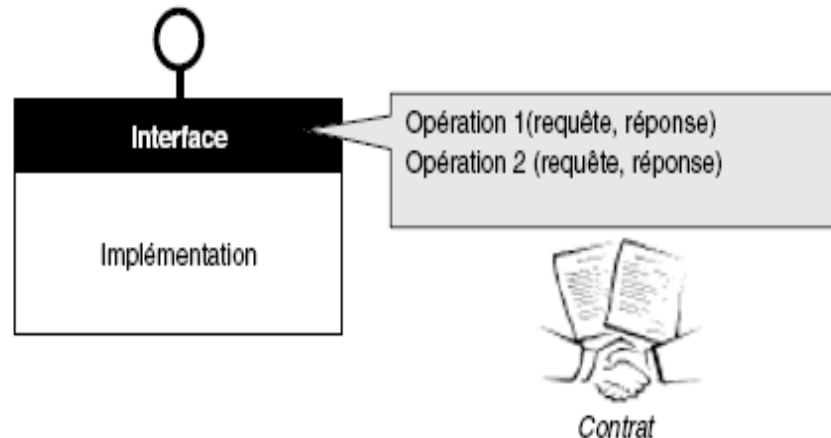 Interface
Opération 1(requête, réponse)
Opération 2 (requête, réponse)
Implémentation
Contrat